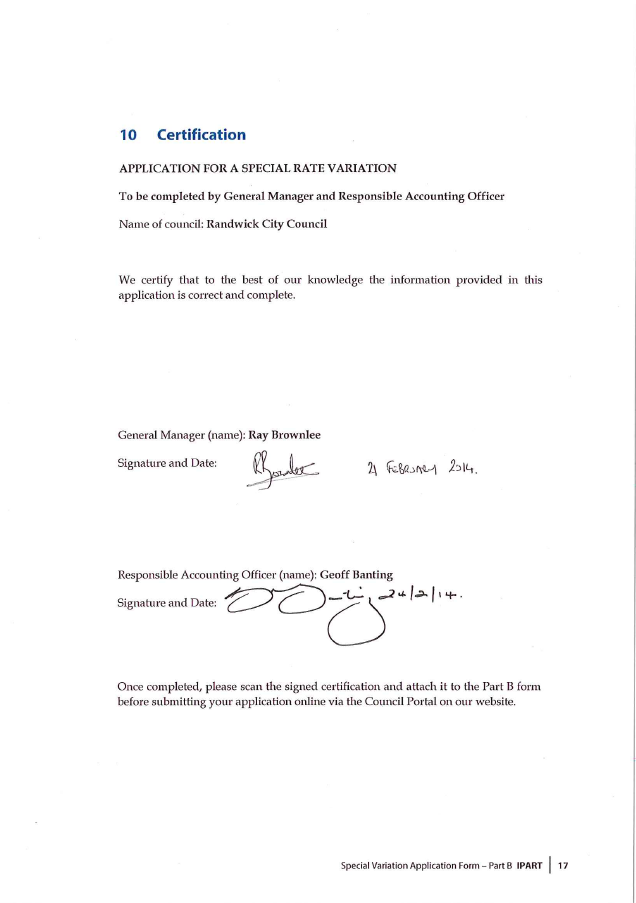 10 Certification
APPLICATION FOR A SPECIAL RATE VARIATION
To be completed by General Manager and Responsible Accounting Officer
Name of council: Randwick City Council
We certify that to the best of our knowledge the information provided in this
application is correct and complete.
General Manager (name): Ray Brownlee
Signature and Date: RBrownlee 21 February 2014.
Responsible Accounting Officer (name): Geoff Banting
Signature and Date: 24/2/14.
Once completed, please scan the signed certification and attach it to the Part B form
before submitting your application online via the Council Portal on our website.
Special Variation Application Form – Part B IPART | 17